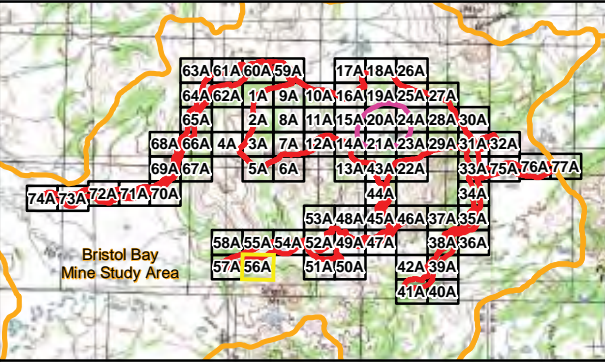 63A 61A 60A 59A 17A 18A 26A
64A 62A 1A 9A 10A 16A 19A 25A 27A
65A 2A 8A 11A 15A 20A 24A 28A 30A
68A 66A 4A 3A 7A 12A 14A 21A 23A 29A 31A 32A
69A 67A 5A 6A 13A 43A 22A 33A 75A 76A 77A
74A 73A 72A 71A 70A 44A 34A
53A 48A 45A 46A 37A 35A
58A 55A 54A 52A 49A 47A 38A 36A
Bristol Bay
Mine Study Area
57A 56A 51A 50A 42A 39A
41A 40A